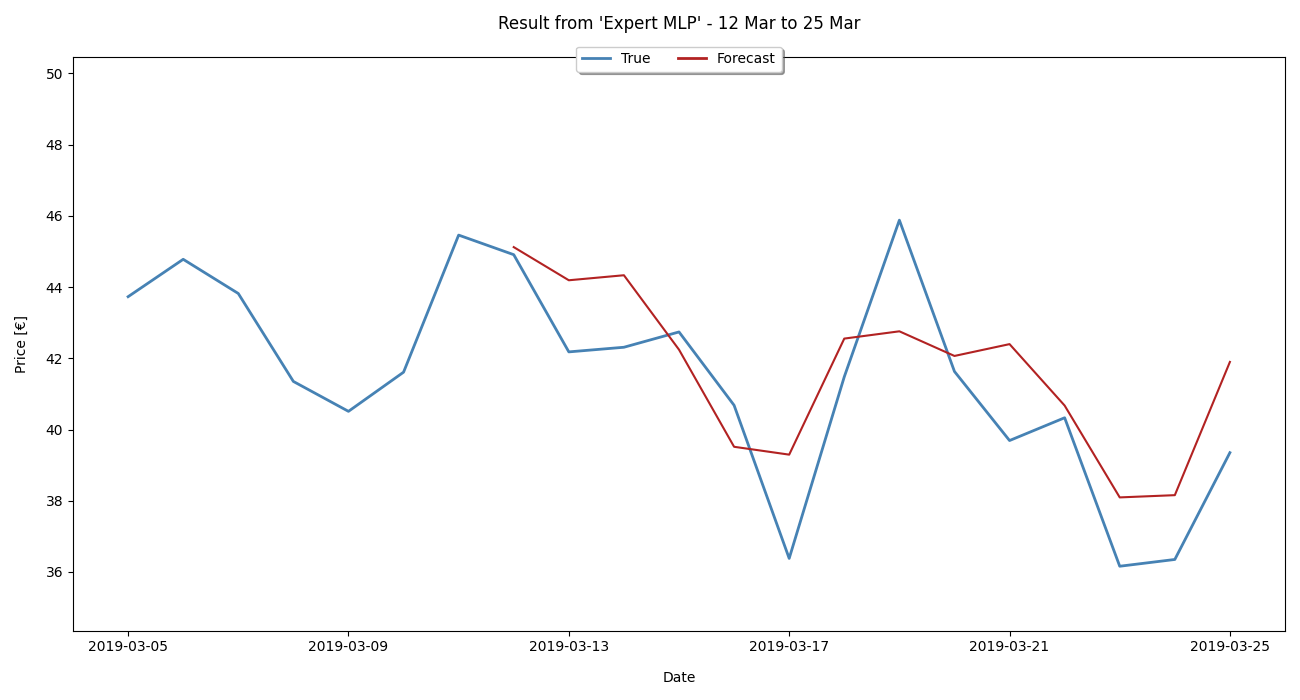 Result from 'Expert MLP' - 12 Mar to 25 Mar
True Forecast
50
48
46
44
42
40
38
36
Price [€]
2019-03-05 2019-03-09 2019-03-13 2019-03-17 2019-03-21 2019-03-25
Date